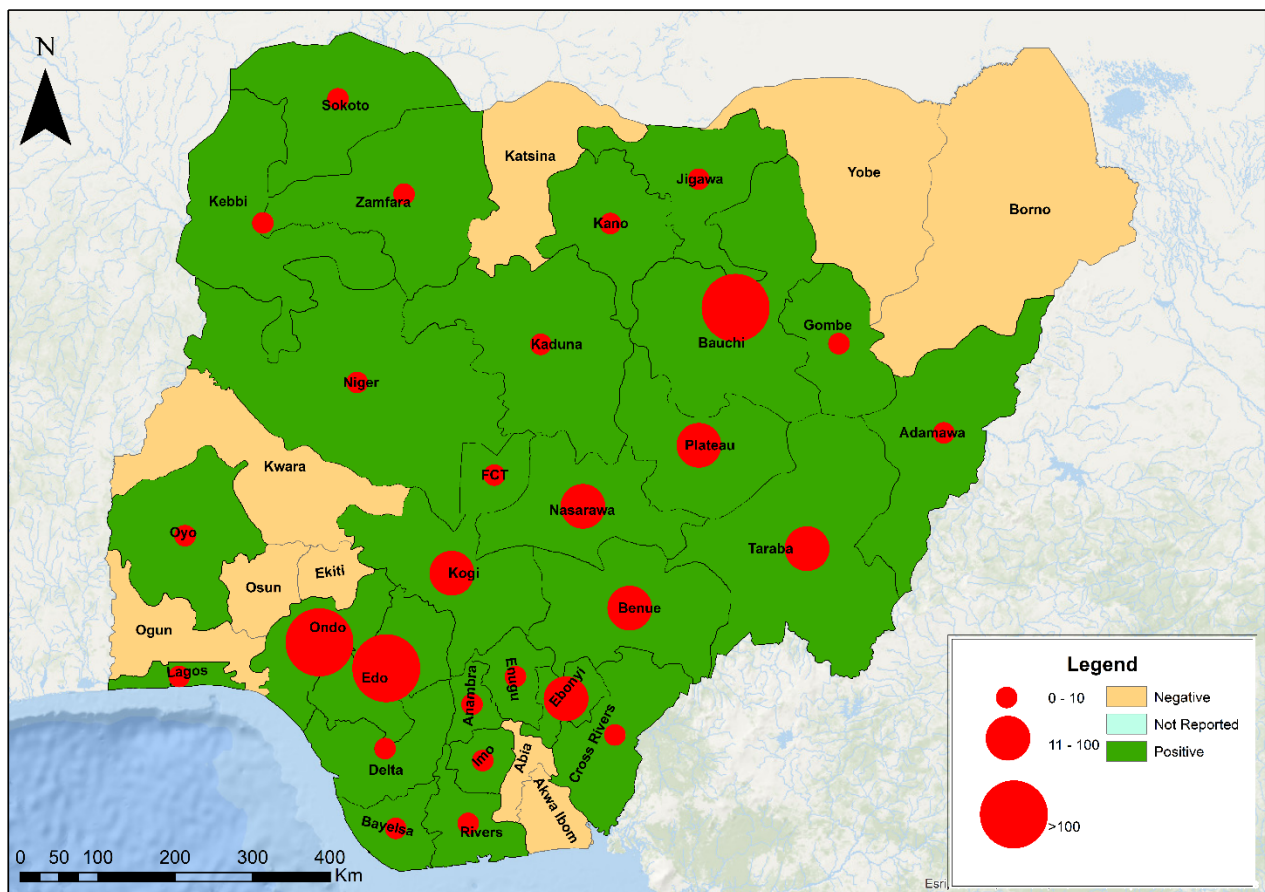 N
Sokoto
Katsina
Yobe
Jigawa
Kebbi
Zamfara
Kano
Borno
Kaduna
Bauchi
Gombe
Niger
Adamawa
Plateau
Kwara
FCT
Nasarawa
Oyo
Taraba
Kogi
Ekiti
Osun
Benue
Ogun
Ondo
Lagos
Edo
Anambra
Enugu
Ebonyi
Cross Rivers
Delta
Imo
Abia
Akwa Ibom
Bayelsa
Rivers
Legend
0 - 10
Negative
Not Reported
11 - 100
Positive
>100
0 50 100 200 300 400
Km
Esri